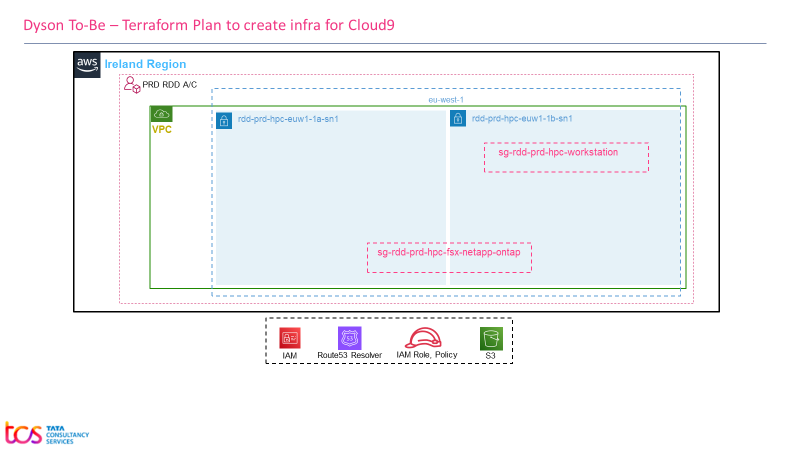 Dyson To-Be – Terraform Plan to create infra for Cloud9
aws
Ireland Region
PRD RDD A/C
eu-west-1
VPC
rdd-prd-hpc-euw1-1a-sn1
rdd-prd-hpc-euw1-1b-sn1
sg-rdd-prd-hpc-workstation
sg-rdd-prd-hpc-fsx-netapp-ontap
53
IAM
Route53 Resolver
IAM Role, Policy
S3
tcs
TATA
CONSULTANCY
SERVICES